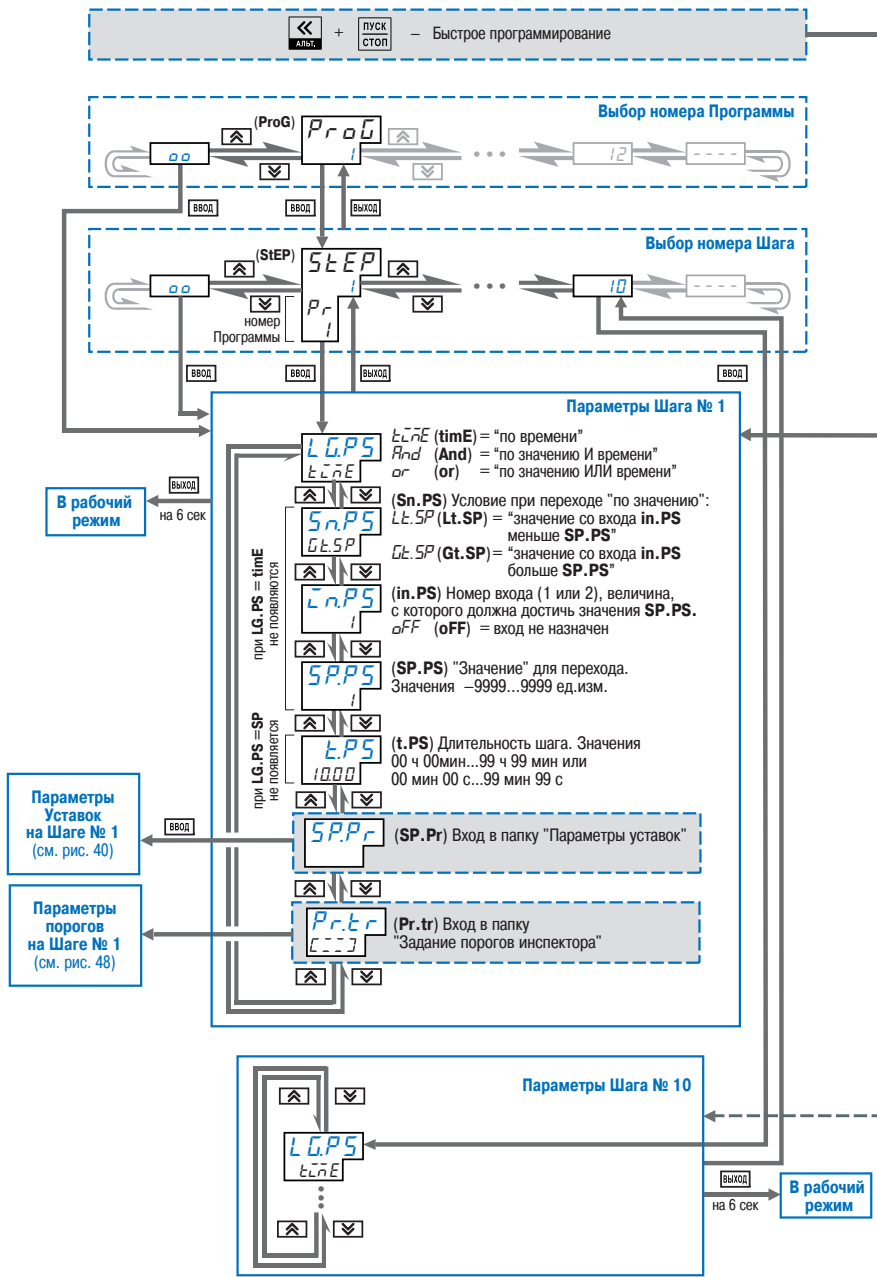 « АЛЬТ. + ПУСК СТОП – Быстрое программирование
Выбор номера Программы
(ProG) ProG
oo 1 • • • 12 - - - -
ВВОД ВВОД ВЫХОД
Выбор номера Шага
(StEP) StEP
oo 1 • • • 10 - - - -
Pr
номер
Программы 1
ВВОД ВВОД ВЫХОД ВВОД
Параметры Шага № 1
LG.PS
timE
timE (timE) = “по времени”
And (And) = “по значению И времени”
or (or) = “по значению ИЛИ времени”
ВЫХОД
на 6 сек
В рабочий
режим
при LG.PS = timE
не появляются
Sn.PS
Gt.SP
(Sn.PS) Условие при переходе "по значению":
Lt.SP (Lt.SP) = “значение со входа in.PS
меньше SP.PS”
Gt.SP (Gt.SP) = “значение со входа in.PS
больше SP.PS”
in.PS
1
(in.PS) Номер входа (1 или 2), величина,
с которого должна достичь значения SP.PS.
oFF (oFF) = вход не назначен
SP.PS
1
(SP.PS) "Значение" для перехода.
Значения –9999...9999 ед.изм.
при LG.PS =SP
не появляется
t.PS
10.00
(t.PS) Длительность шага. Значения
00 ч 00мин...99 ч 99 мин или
00 мин 00 с...99 мин 99 с
Параметры
Уставок
на Шаге № 1
(см. рис. 40)
ВВОД
SP.Pr
(SP.Pr) Вход в папку "Параметры уставок"
Параметры
порогов
на Шаге № 1
(см. рис. 48)
Pr.tr
[- - -]
(Pr.tr) Вход в папку
"Задание порогов инспектора"
Параметры Шага № 10
LG.PS
timE
ВЫХОД
на 6 сек
В рабочий
режим